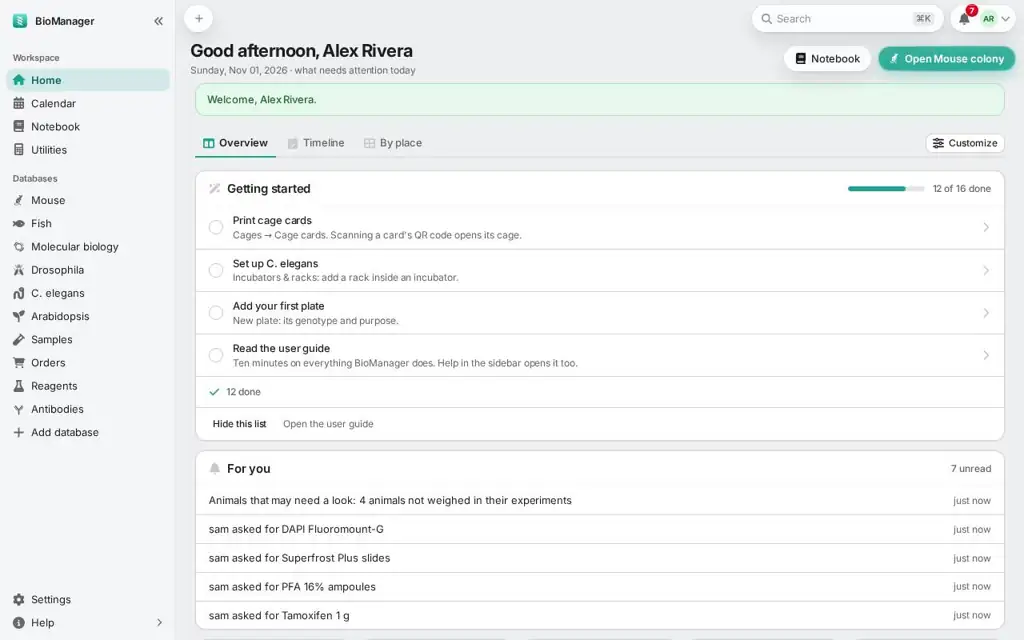 BioManager
Search
⌘K
7
AR
Good afternoon, Alex Rivera
Sunday, Nov 01, 2026 · what needs attention today
Notebook
Open Mouse colony
Workspace
Home
Calendar
Notebook
Utilities
Databases
Mouse
Fish
Molecular biology
Drosophila
C. elegans
Arabidopsis
Samples
Orders
Reagents
Antibodies
Add database
Settings
Help
Welcome, Alex Rivera.
Overview
Timeline
By place
Customize
Getting started
12 of 16 done
Print cage cards
Cages → Cage cards. Scanning a card's QR code opens its cage.
Set up C. elegans
Incubators & racks: add a rack inside an incubator.
Add your first plate
New plate: its genotype and purpose.
Read the user guide
Ten minutes on everything BioManager does. Help in the sidebar opens it too.
12 done
Hide this list
Open the user guide
For you
7 unread
Animals that may need a look: 4 animals not weighed in their experiments
just now
sam asked for DAPI Fluoromount-G
just now
sam asked for Superfrost Plus slides
just now
sam asked for PFA 16% ampoules
just now
sam asked for Tamoxifen 1 g
just now